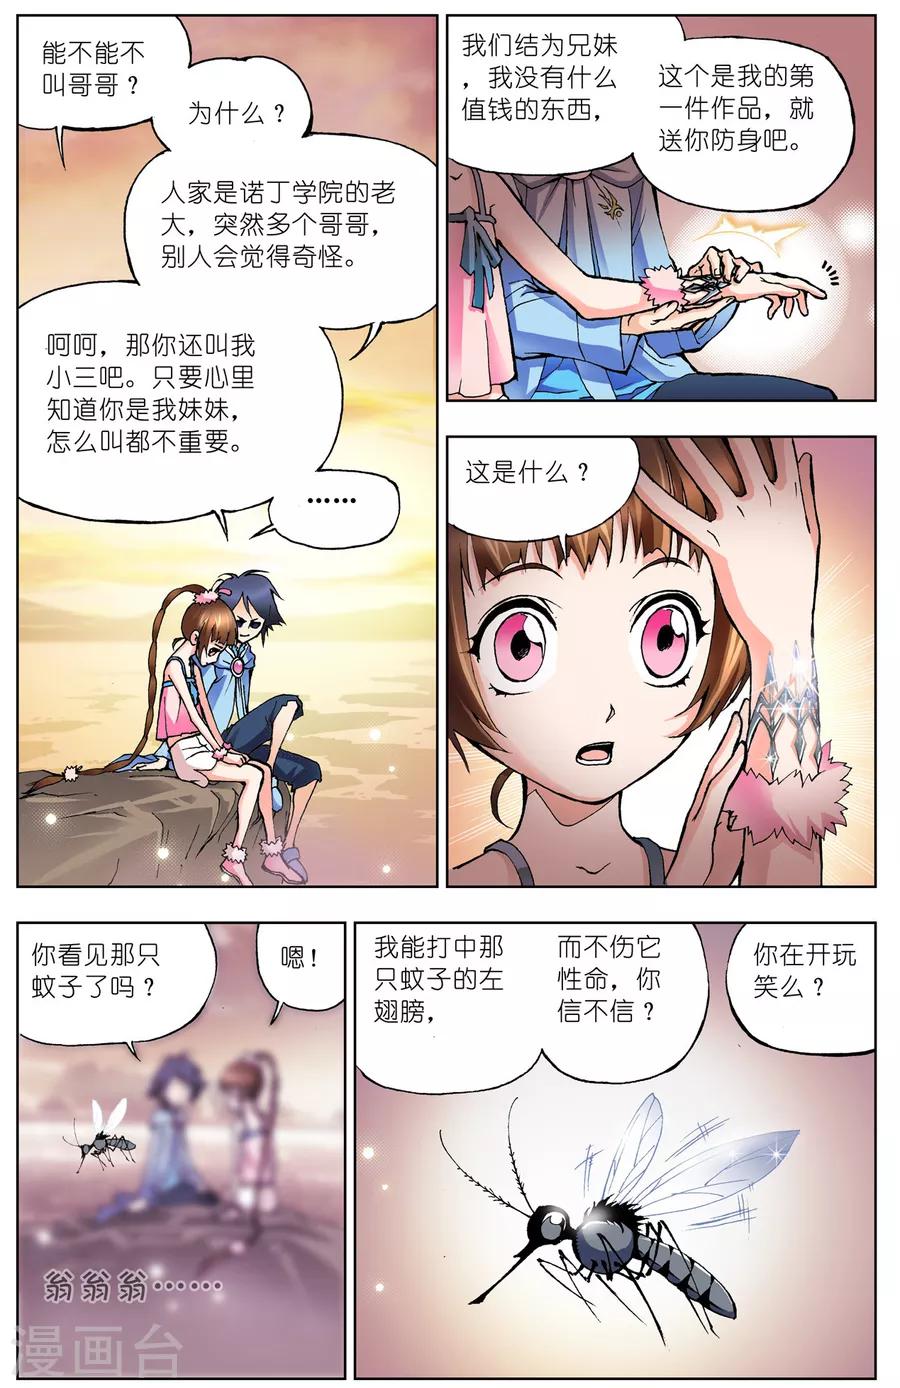 能不能不
叫哥哥？
为什么？
人家是诺丁学院的老
大，突然多个哥哥，
别人会觉得奇怪。
呵呵，那你还叫我
小三吧。只要心里
知道你是我妹妹，
怎么叫都不重要。
……
我们结为兄妹
，我没有什么
值钱的东西，
这个是我的第
一件作品，就
送你防身吧。
这是什么？
你看见那只
蚊子了吗？
嗯！
翁翁翁……
我能打中那
只蚊子的左
翅膀，
而不伤它
性命，你
信不信？
你在开玩
笑么？
漫画台